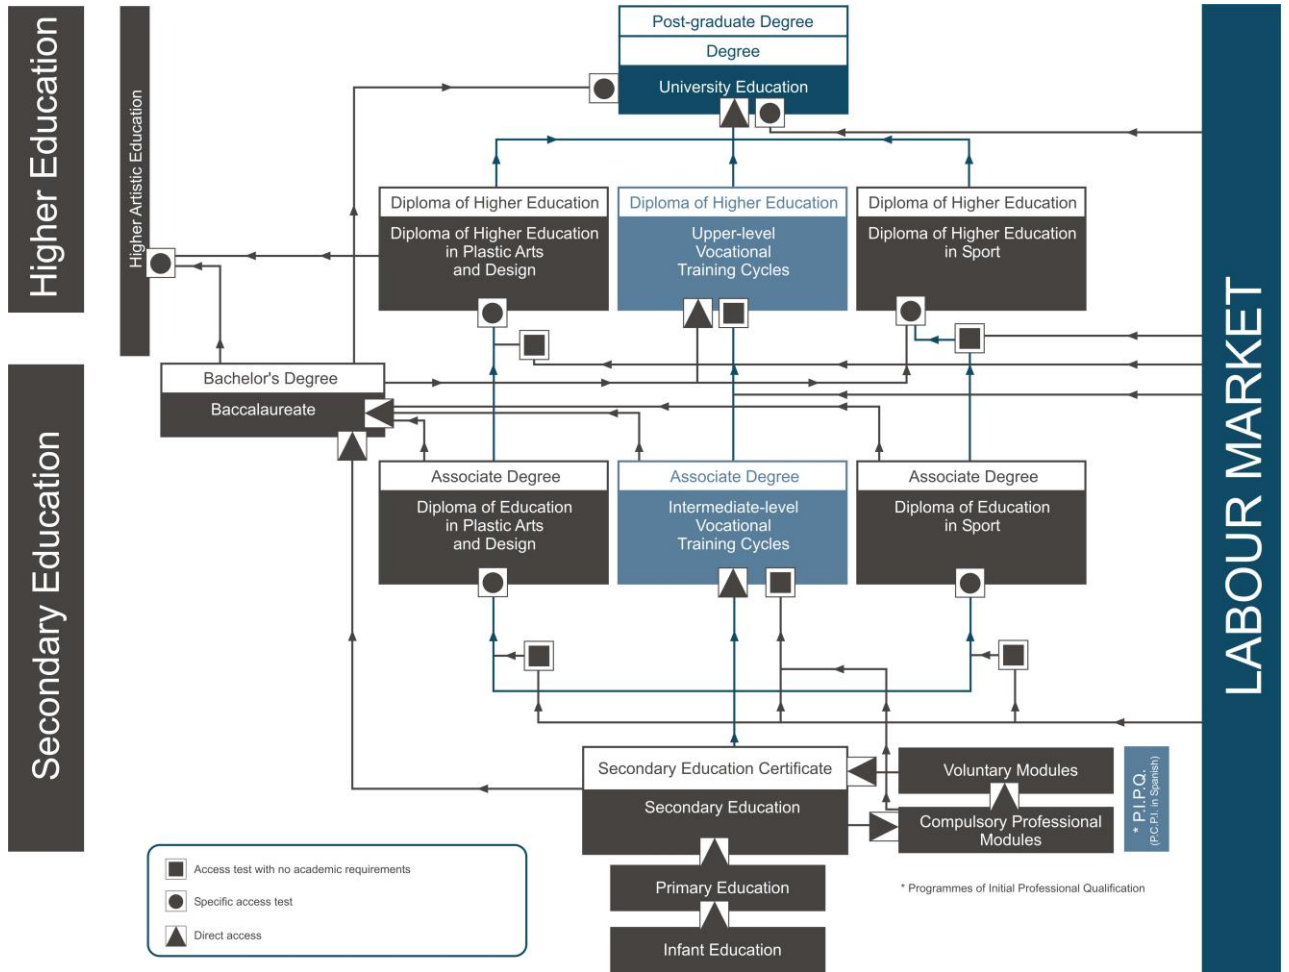 Higher Education
Higher Artistic Education
Post-graduate Degree
Degree
University Education
Diploma of Higher Education
Diploma of Higher Education
in Plastic Arts
and Design
Diploma of Higher Education
Upper-level
Vocational
Training Cycles
Diploma of Higher Education
Diploma of Higher Education
in Sport
LABOUR MARKET
Secondary Education
Bachelor's Degree
Baccalaureate
Associate Degree
Diploma of Education
in Plastic Arts
and Design
Associate Degree
Intermediate-level
Vocational
Training Cycles
Associate Degree
Diploma of Education
in Sport
Secondary Education Certificate
Secondary Education
Voluntary Modules
Compulsory Professional
Modules
* P.I.P.Q.
(P.C.P.I. in Spanish)
Primary Education
Infant Education
* Programmes of Initial Professional Qualification
Access test with no academic requirements
Specific access test
Direct access